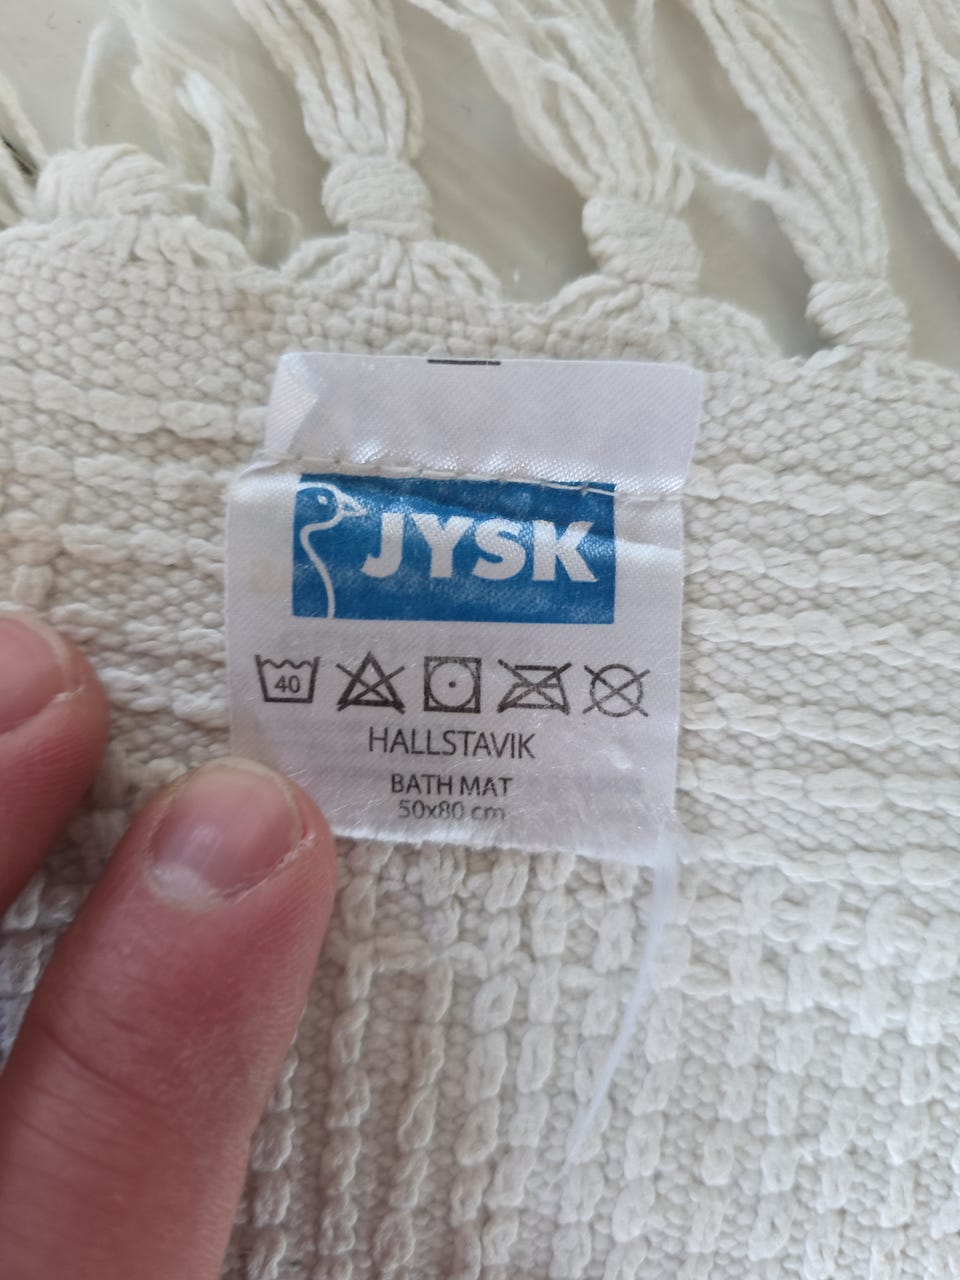 JYSK
40
HALLSTAVIK
BATH MAT
50x80 cm